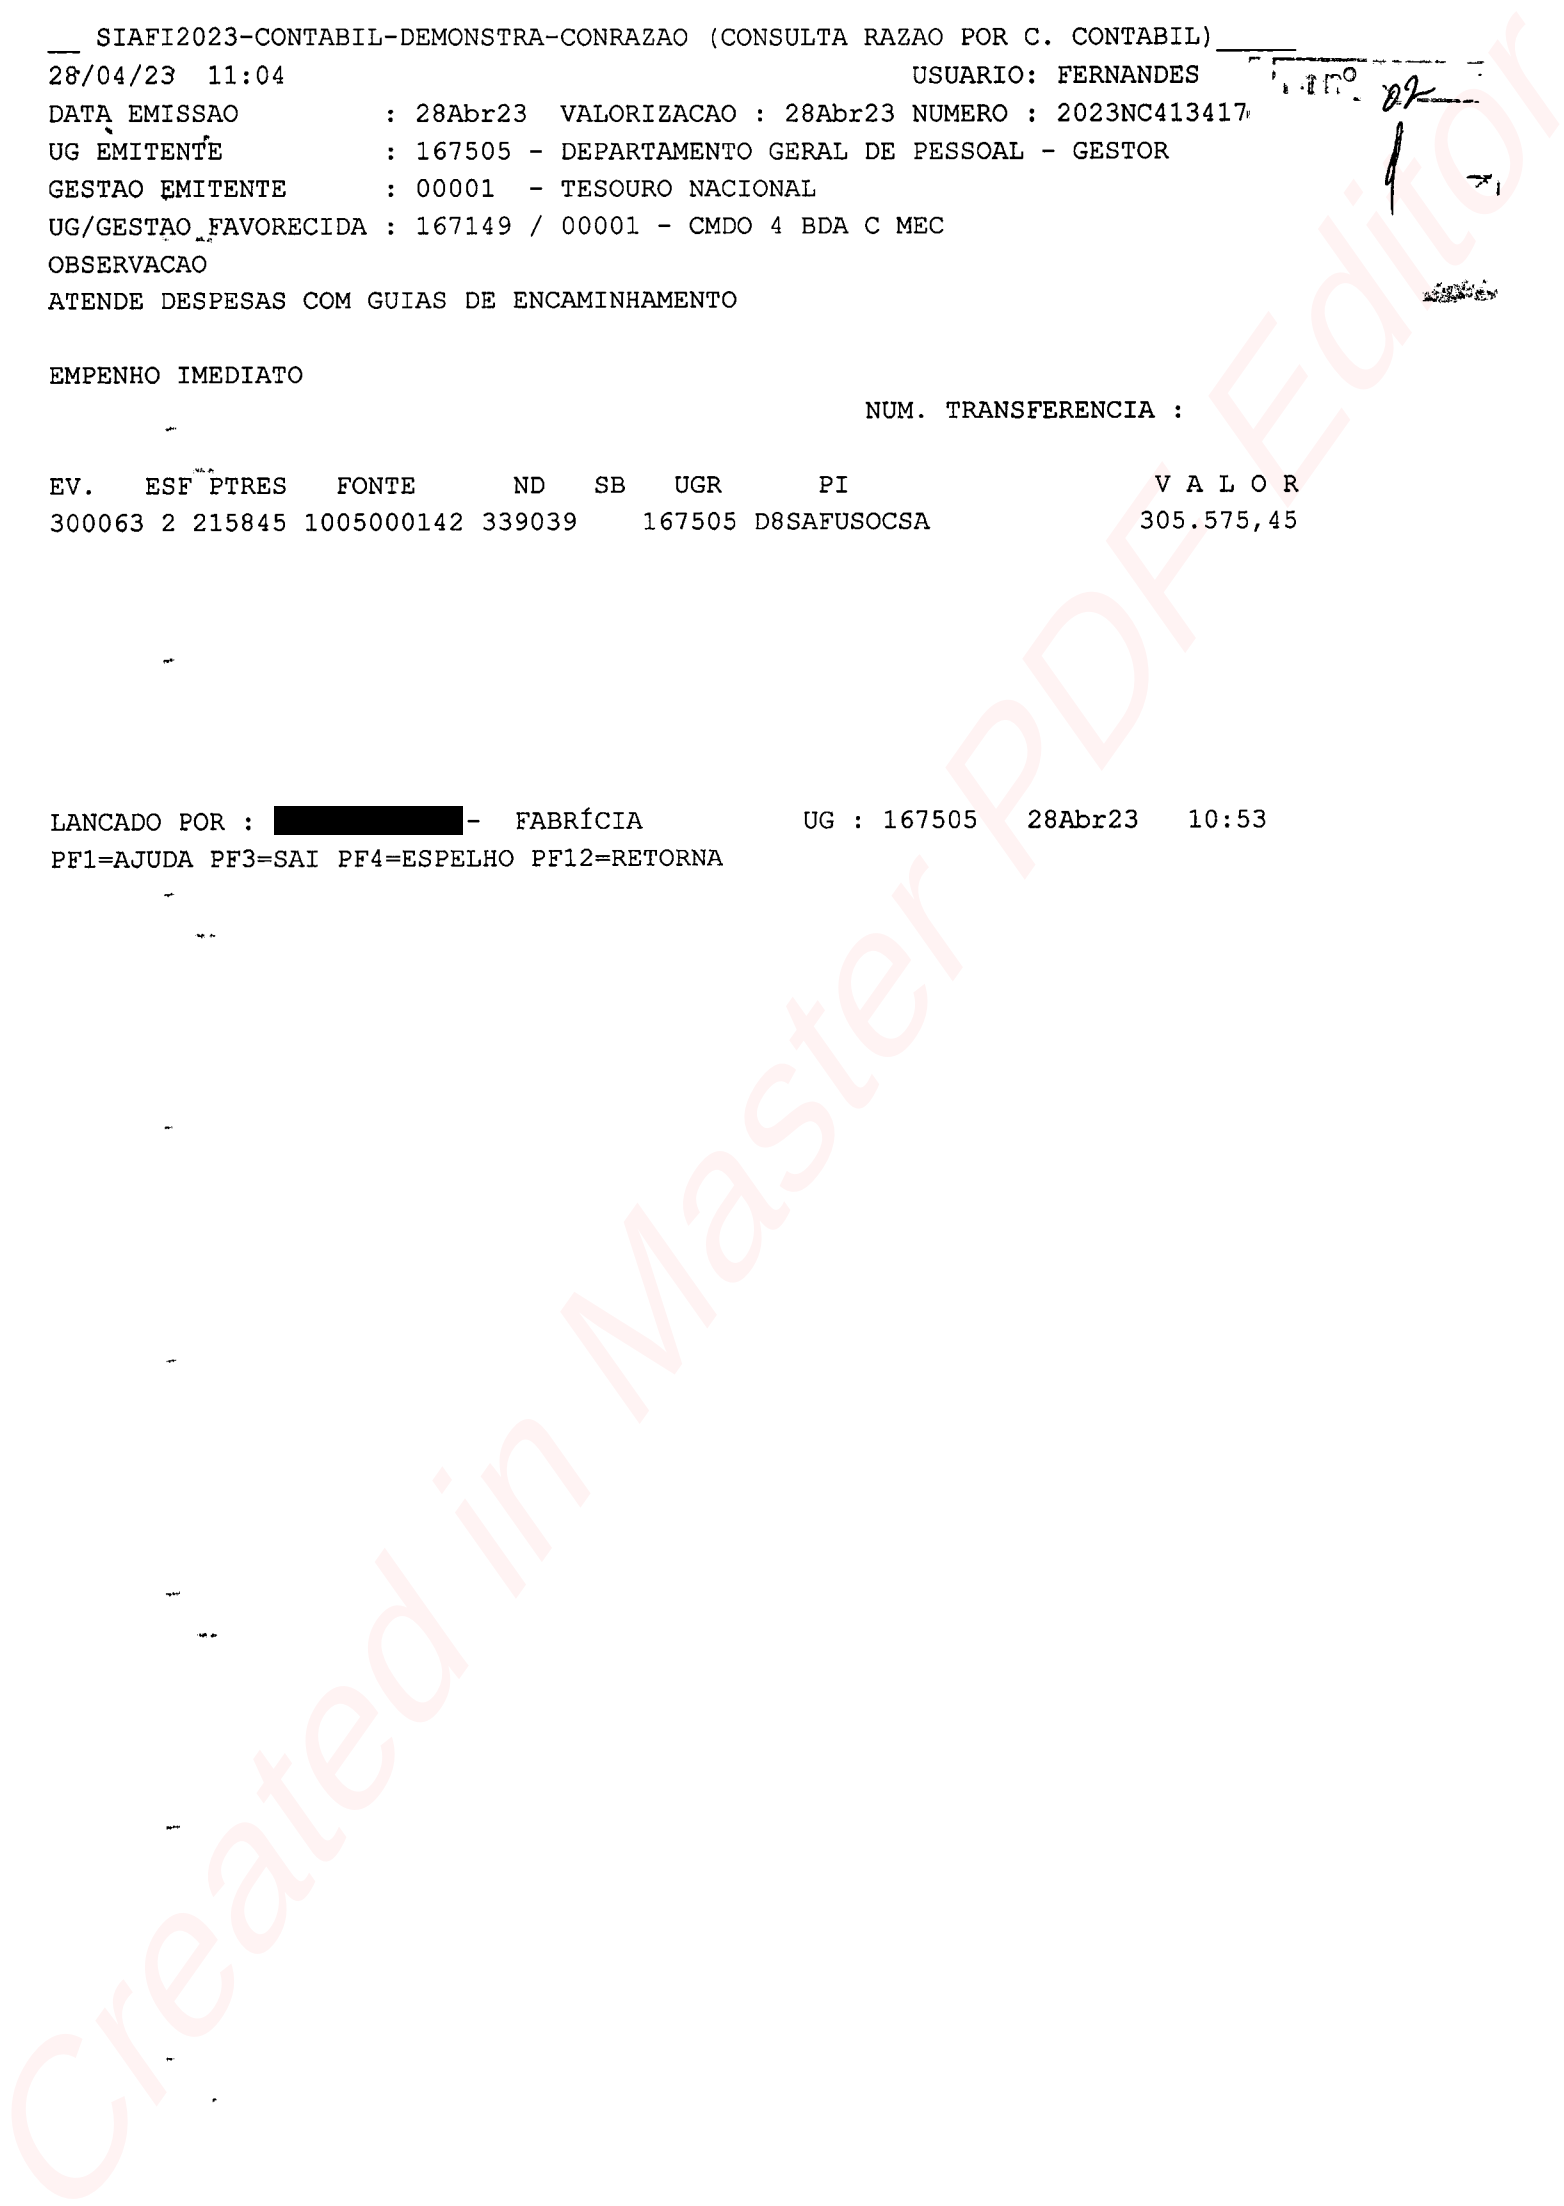 __ SIAFI2023-CONTABIL-DEMONSTRA-CONRAZAO (CONSULTA RAZAO POR C. CONTABIL)_____
28/04/23  11:04    USUARIO: FERNANDES
DATA EMISSAO : 28Abr23  VALORIZACAO : 28Abr23 NUMERO : 2023NC413417
02
UG EMITENTE : 167505 - DEPARTAMENTO GERAL DE PESSOAL - GESTOR
GESTAO EMITENTE : 00001  - TESOURO NACIONAL
UG/GESTAO FAVORECIDA : 167149 / 00001 - CMDO 4 BDA C MEC
OBSERVACAO
ATENDE DESPESAS COM GUIAS DE ENCAMINHAMENTO
EMPENHO IMEDIATO
NUM. TRANSFERENCIA :
EV.   ESF PTRES   FONTE   ND   SB   UGR   PI   V A L O R
300063 2 215845 1005000142 339039    167505 D8SAFUSOCSA    305.575,45
LANCADO POR : -  FABRÍCIA    UG : 167505   28Abr23   10:53
PF1=AJUDA PF3=SAI PF4=ESPELHO PF12=RETORNA
Created in Master PDF Editor